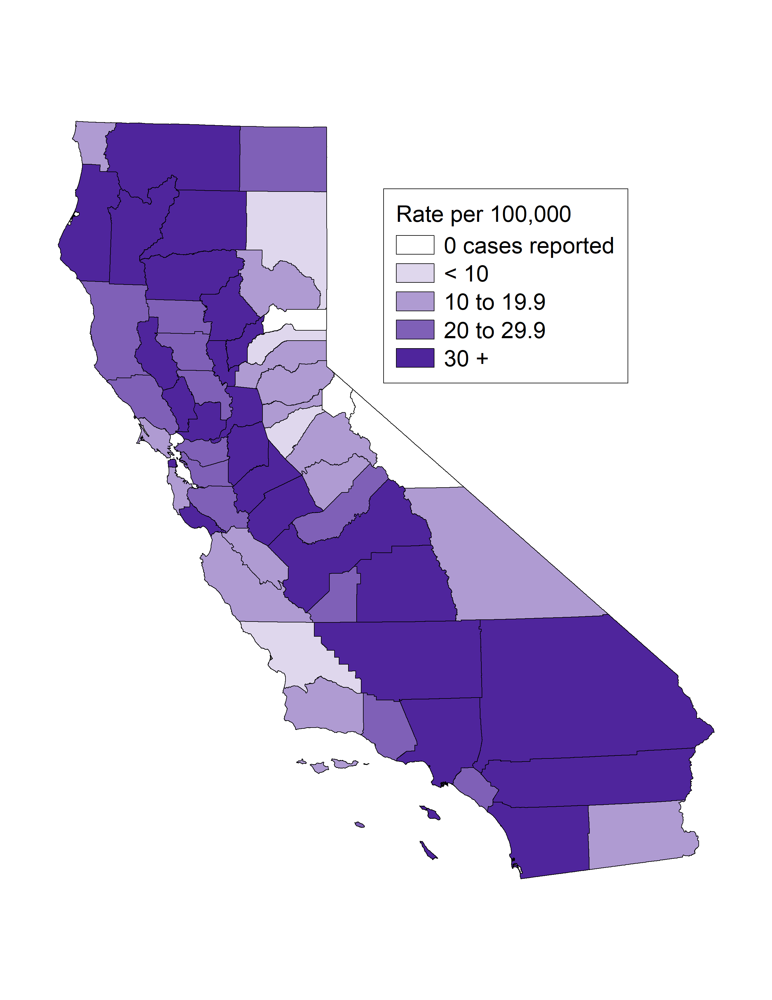 Rate per 100,000
0 cases reported
< 10
10 to 19.9
20 to 29.9
30 +